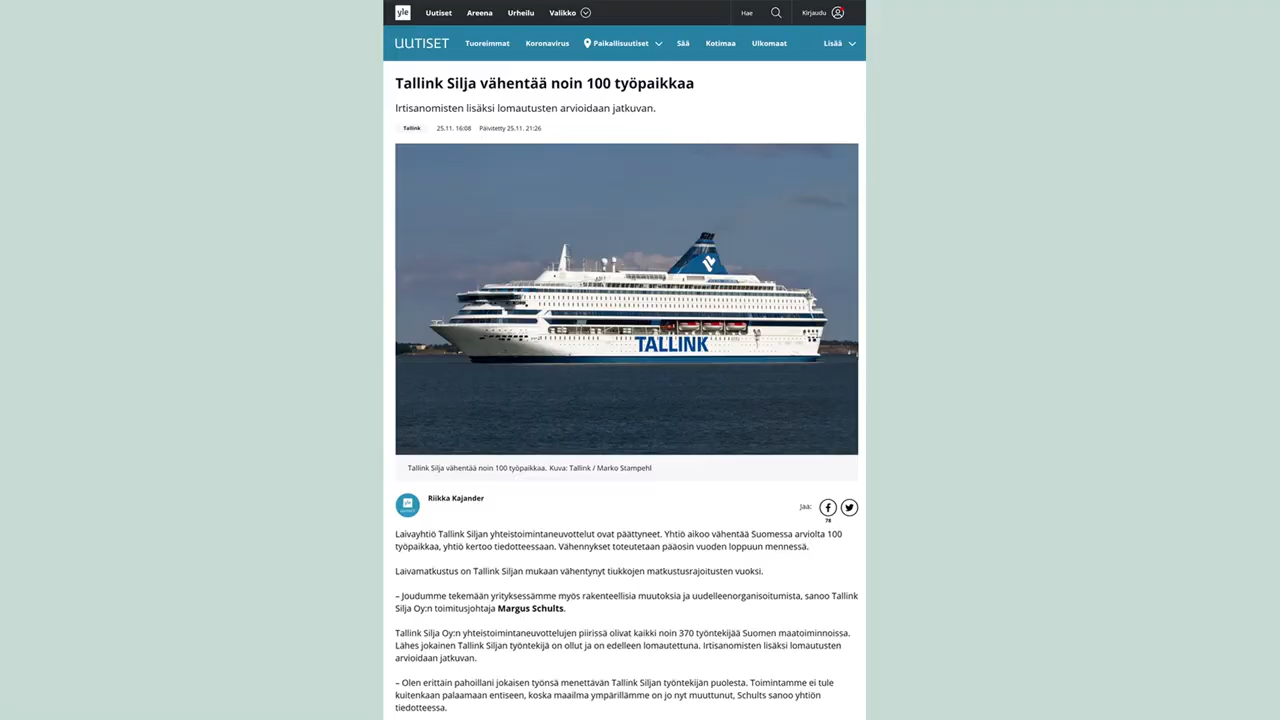 yle Uutiset Areena Urheilu Valikko Hae Kirjaudu
UUTISET Tuoreimmat Koronavirus Paikallisuutiset Sää Kotimaa Ulkomaat Lisää
Tallink Silja vähentää noin 100 työpaikkaa
Irtisanomisten lisäksi lomautusten arvioidaan jatkuvan.
Tallink 25.11. 16:08 Päivitetty 25.11. 21:26
TALLINK
Tallink Silja vähentää noin 100 työpaikkaa. Kuva: Tallink / Marko Stampehl
yle
UUTISET
Riikka Kajander
Jaa:
78
Laivayhtiö Tallink Siljan yhteistoimintaneuvottelut ovat päättyneet. Yhtiö aikoo vähentää Suomessa arviolta 100
työpaikkaa, yhtiö kertoo tiedotteessaan. Vähennykset toteutetaan pääosin vuoden loppuun mennessä.
Laivamatkustus on Tallink Siljan mukaan vähentynyt tiukkojen matkustusrajoitusten vuoksi.
– Joudumme tekemään yrityksessämme myös rakenteellisia muutoksia ja uudelleenorganisoitumista, sanoo Tallink
Silja Oy:n toimitusjohtaja Margus Schults.
Tallink Silja Oy:n yhteistoimintaneuvottelujen piirissä olivat kaikki noin 370 työntekijää Suomen maatoiminnoissa.
Lähes jokainen Tallink Siljan työntekijä on ollut ja on edelleen lomautettuna. Irtisanomisten lisäksi lomautusten
arvioidaan jatkuvan.
– Olen erittäin pahoillani jokaisen työnsä menettävän Tallink Siljan työntekijän puolesta. Toimintamme ei tule
kuitenkaan palaamaan entiseen, koska maailma ympärillämme on jo nyt muuttunut, Schults sanoo yhtiön
tiedotteessa.